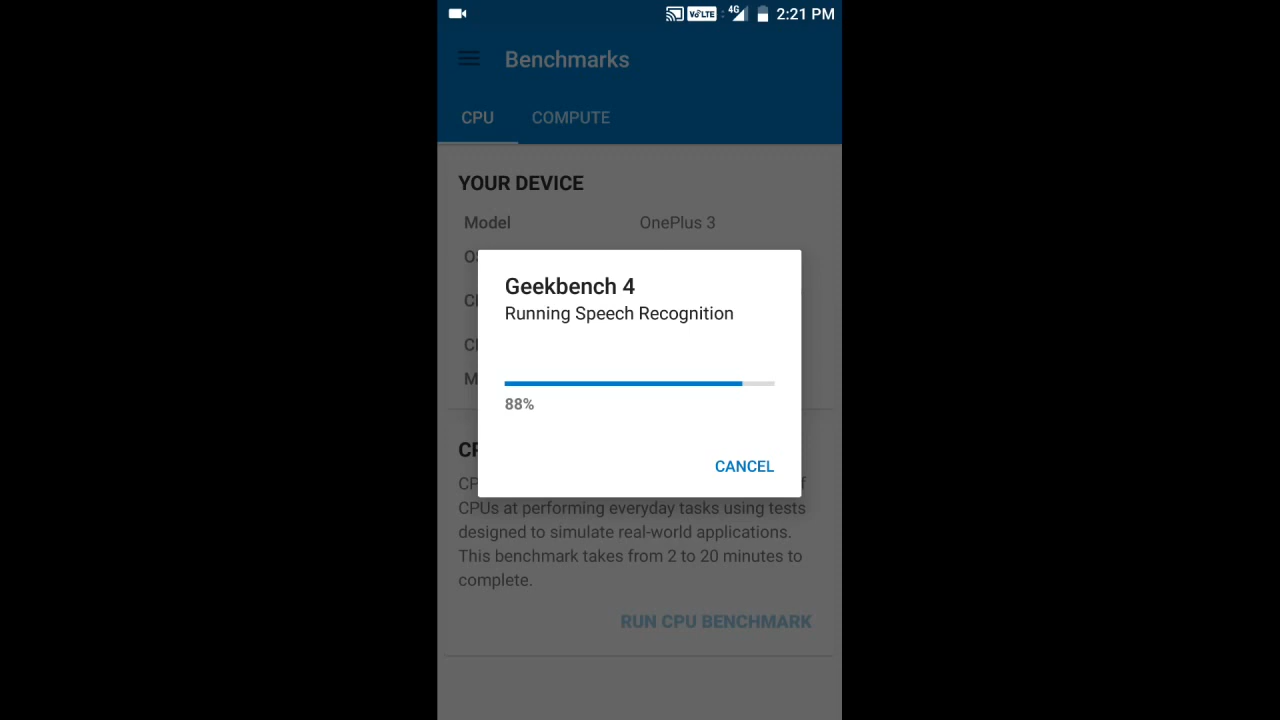 VoLTE 4G 2:21 PM
Benchmarks
CPU COMPUTE
YOUR DEVICE
Model OnePlus 3
Geekbench 4
Running Speech Recognition
88%
CANCEL
CPUs at performing everyday tasks using tests
designed to simulate real-world applications.
This benchmark takes from 2 to 20 minutes to
complete.
RUN CPU BENCHMARK